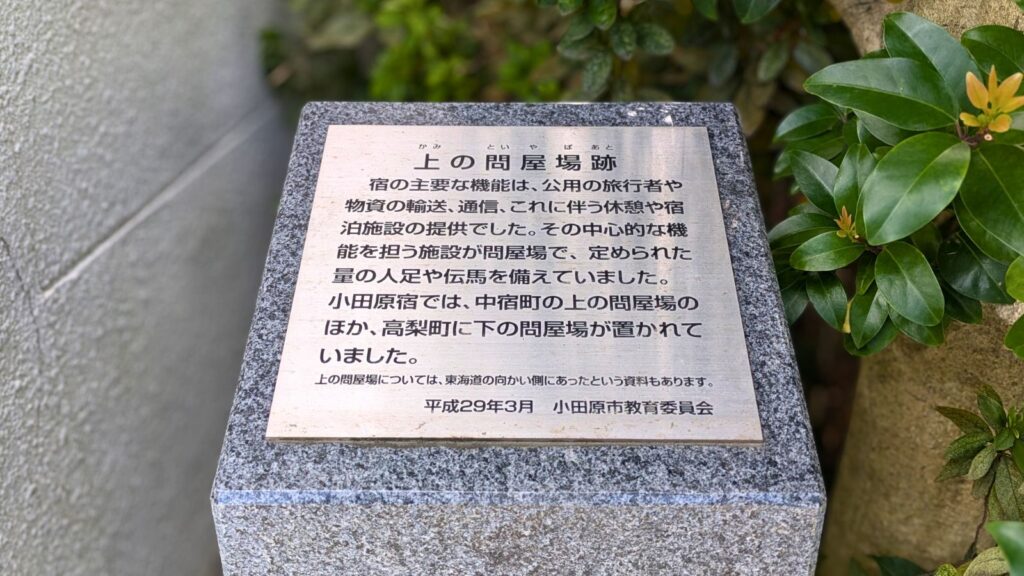 かみ といやばあと
上の問屋場跡
宿の主要な機能は、公用の旅行者や
物資の輸送、通信、これに伴う休憩や宿
泊施設の提供でした。その中心的な機
能を担う施設が問屋場で、定められた
量の人足や伝馬を備えていました。
小田原宿では、中宿町の上の問屋場の
ほか、高梨町に下の問屋場が置かれて
いました。
上の問屋場については、東海道の向かい側にあったという資料もあります。
平成29年3月 小田原市教育委員会